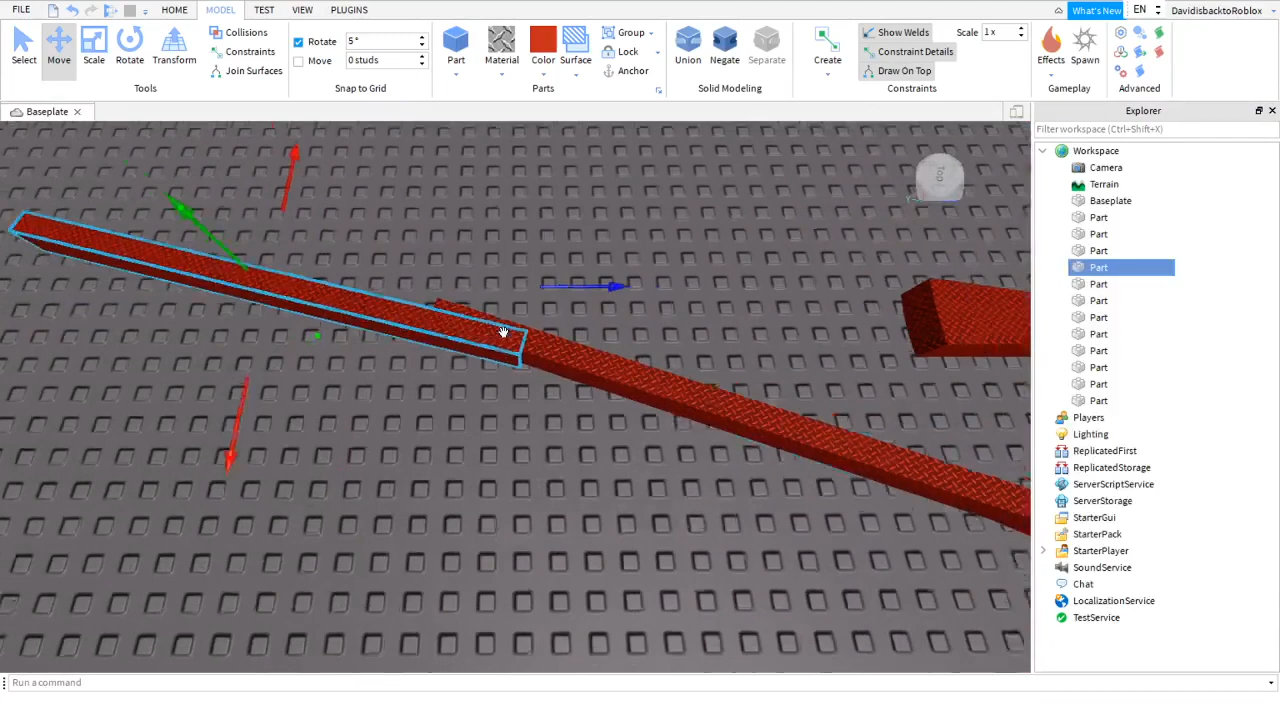 FILE HOME MODEL TEST VIEW PLUGINS What's New EN DavidisbacktoRoblox
Select Move Scale Rotate Transform
Collisions
Constraints
Join Surfaces
Tools
Rotate 5 °
Move 0 studs
Snap to Grid
Part Material Color Surface
Group
Lock
Anchor
Parts
Union Negate Separate
Solid Modeling
Create
Show Welds Scale 1 x
Constraint Details
Draw On Top
Constraints
Effects Spawn
Gameplay
Advanced
Baseplate
Top
Y
Explorer
Filter workspace (Ctrl+Shift+X)
Workspace
Camera
Terrain
Baseplate
Part
Part
Part
Part
Part
Part
Part
Part
Part
Part
Part
Part
Players
Lighting
ReplicatedFirst
ReplicatedStorage
ServerScriptService
ServerStorage
StarterGui
StarterPack
StarterPlayer
SoundService
Chat
LocalizationService
TestService
Run a command